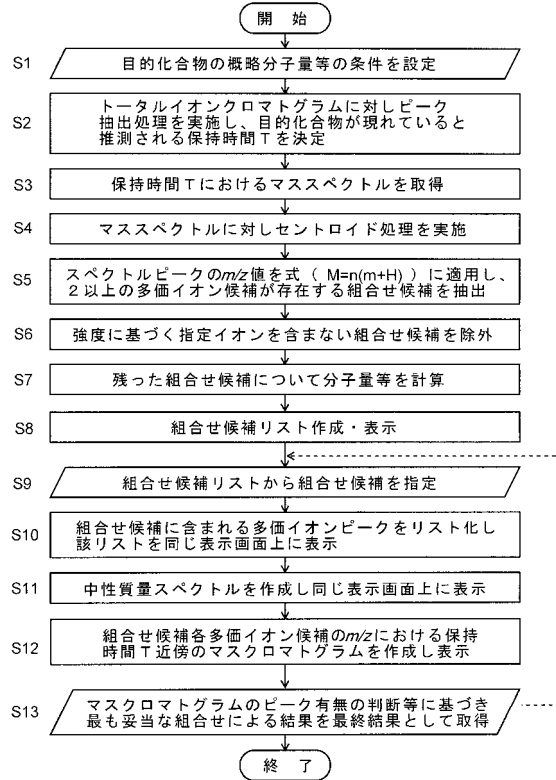 開　始
S1
目的化合物の概略分子量等の条件を設定
S2
トータルイオンクロマトグラムに対しピーク
抽出処理を実施し、目的化合物が現れていると
推測される保持時間Tを決定
S3
保持時間Tにおけるマススペクトルを取得
S4
マススペクトルに対しセントロイド処理を実施
S5
スペクトルピークのm/z値を式（ M=n(m+H) ）に適用し、
２以上の多価イオン候補が存在する組合せ候補を抽出
S6
強度に基づく指定イオンを含まない組合せ候補を除外
S7
残った組合せ候補について分子量等を計算
S8
組合せ候補リスト作成・表示
S9
組合せ候補リストから組合せ候補を指定
S10
組合せ候補に含まれる多価イオンピークをリスト化し
該リストを同じ表示画面上に表示
S11
中性質量スペクトルを作成し同じ表示画面上に表示
S12
組合せ候補各多価イオン候補のm/zにおける保持
時間T近傍のマスクロマトグラムを作成し表示
S13
マスクロマトグラムのピーク有無の判断等に基づき
最も妥当な組合せによる結果を最終結果として取得
終　了